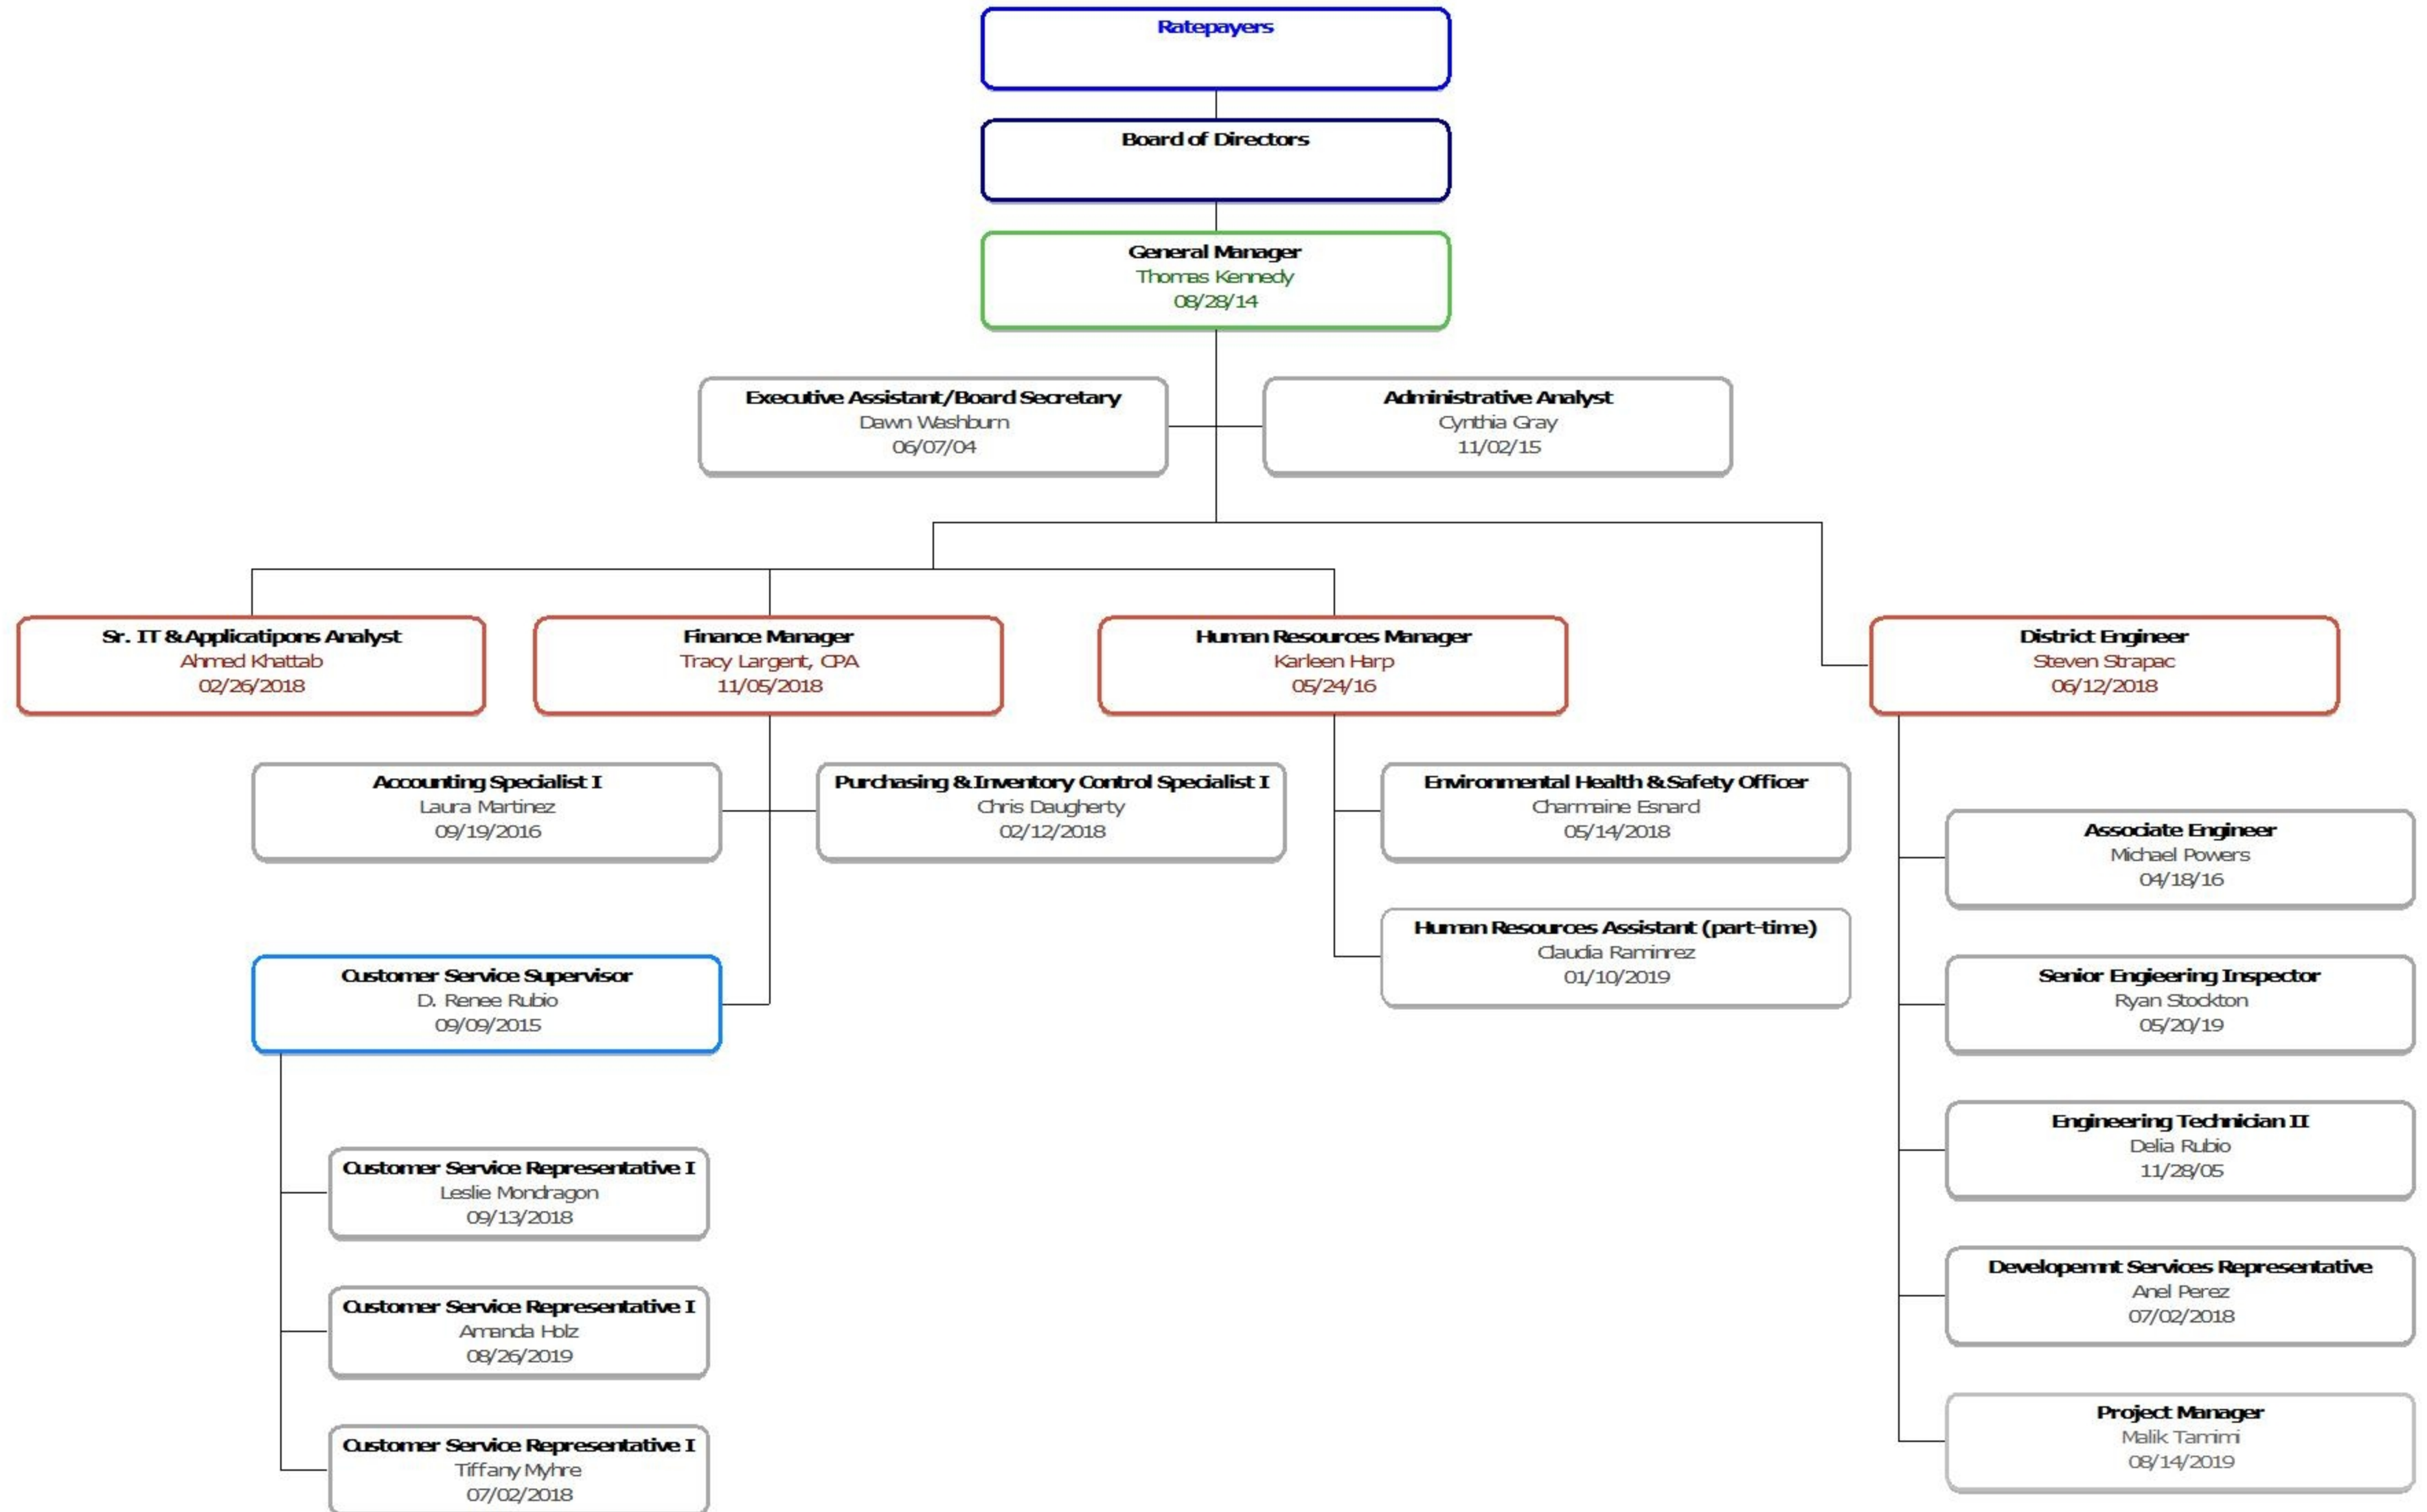 Ratepayers
Board of Directors
General Manager
Thomas Kennedy
08/28/14
Executive Assistant/Board Secretary
Dawn Washburn
06/07/04
Administrative Analyst
Cynthia Gray
11/02/15
Sr. IT & Applicatipons Analyst
Ahmed Khattab
02/26/2018
Finance Manager
Tracy Largent, CPA
11/05/2018
Human Resources Manager
Karleen Harp
05/24/16
District Engineer
Steven Strapac
06/12/2018
Accounting Specialist I
Laura Martinez
09/19/2016
Purchasing & Inventory Control Specialist I
Chris Daugherty
02/12/2018
Environmental Health & Safety Officer
Charmaine Esnard
05/14/2018
Human Resources Assistant (part-time)
Claudia Raminrez
01/10/2019
Customer Service Supervisor
D. Renee Rubio
09/09/2015
Customer Service Representative I
Leslie Mondragon
09/13/2018
Customer Service Representative I
Amanda Holz
08/26/2019
Customer Service Representative I
Tiffany Myhre
07/02/2018
Associate Engineer
Michael Powers
04/18/16
Senior Engieering Inspector
Ryan Stockton
05/20/19
Engineering Technician II
Delia Rubio
11/28/05
Developemnt Services Representative
Anel Perez
07/02/2018
Project Manager
Malik Tamimi
08/14/2019